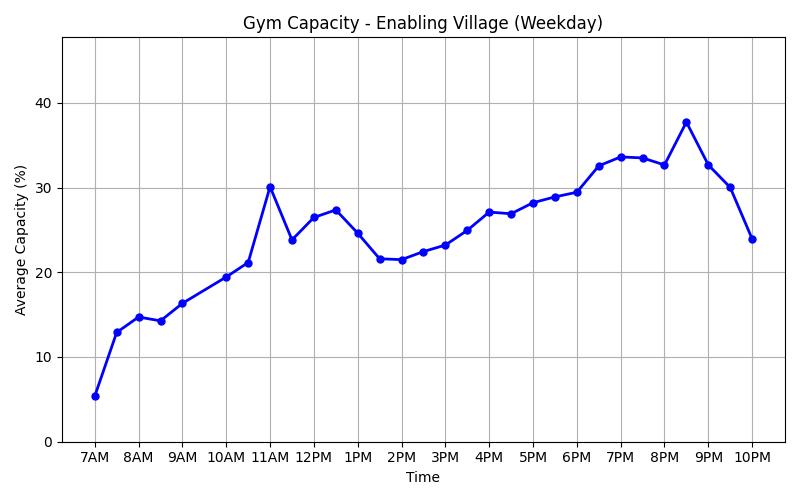 Gym Capacity - Enabling Village (Weekday)
Average Capacity (%)
40
30
20
10
0
7AM 8AM 9AM 10AM 11AM 12PM 1PM 2PM 3PM 4PM 5PM 6PM 7PM 8PM 9PM 10PM
Time